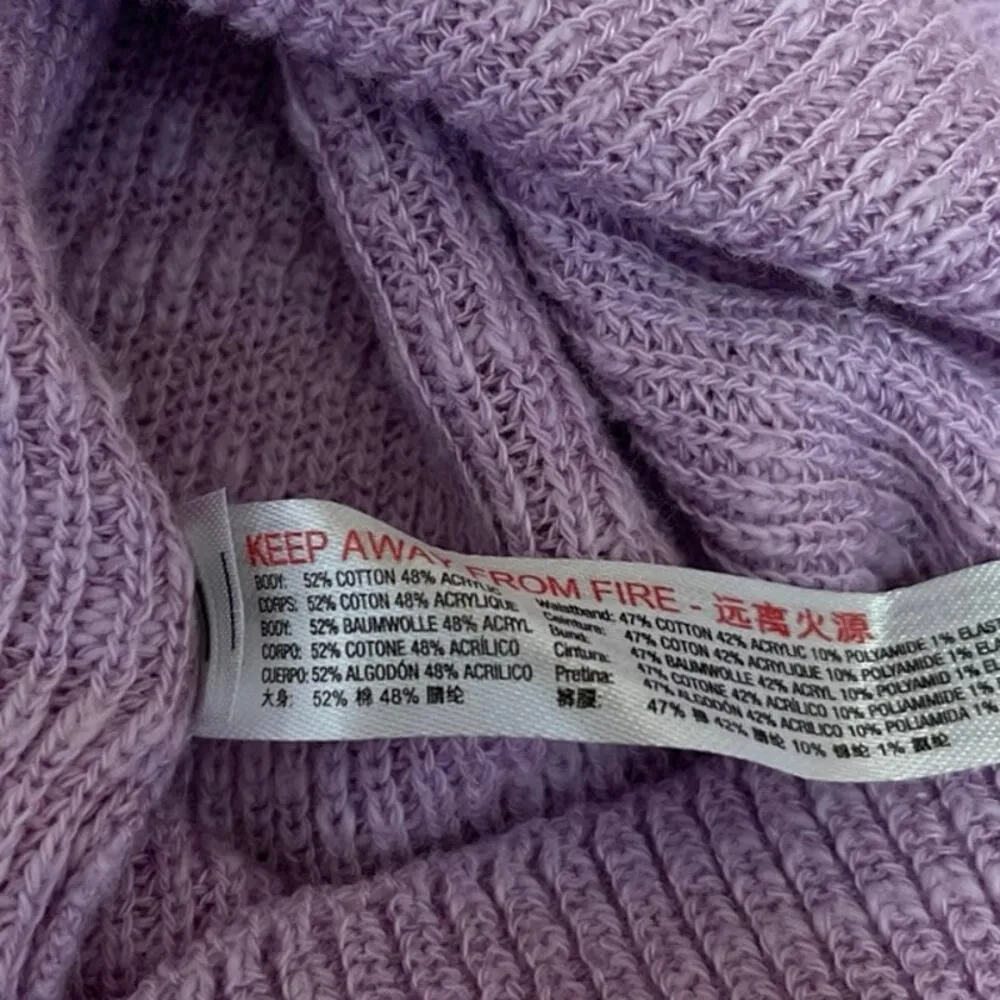 KEEP AWAY FROM FIRE - 远离火源
BODY: 52% COTTON 48% ACRYLIC
CORPS: 52% COTON 48% ACRYLIQUE
BODY: 52% BAUMWOLLE 48% ACRYL
CORPO: 52% COTONE 48% ACRÍLICO
CUERPO: 52% ALGODÓN 48% ACRILICO
大身: 52% 棉 48% 腈纶
Waistband: 47% COTTON 42% ACRYLIC 10% POLYAMIDE 1% ELAST
Ceinture: 47% COTON 42% ACRYLIQUE 10% POLYAMIDE 1% EL
Bund: 47% BAUMWOLLE 42% ACRYL 10% POLYAMID 1% EL
Cintura: 47% COTONE 42% ACRÍLICO 10% POLIAMMIDE 1%
Pretina: 47% ALGODÓN 42% ACRILICO 10% POLIAMIDA 1%
47% 棉 42% 腈纶 10% 锦纶 1% 氨纶